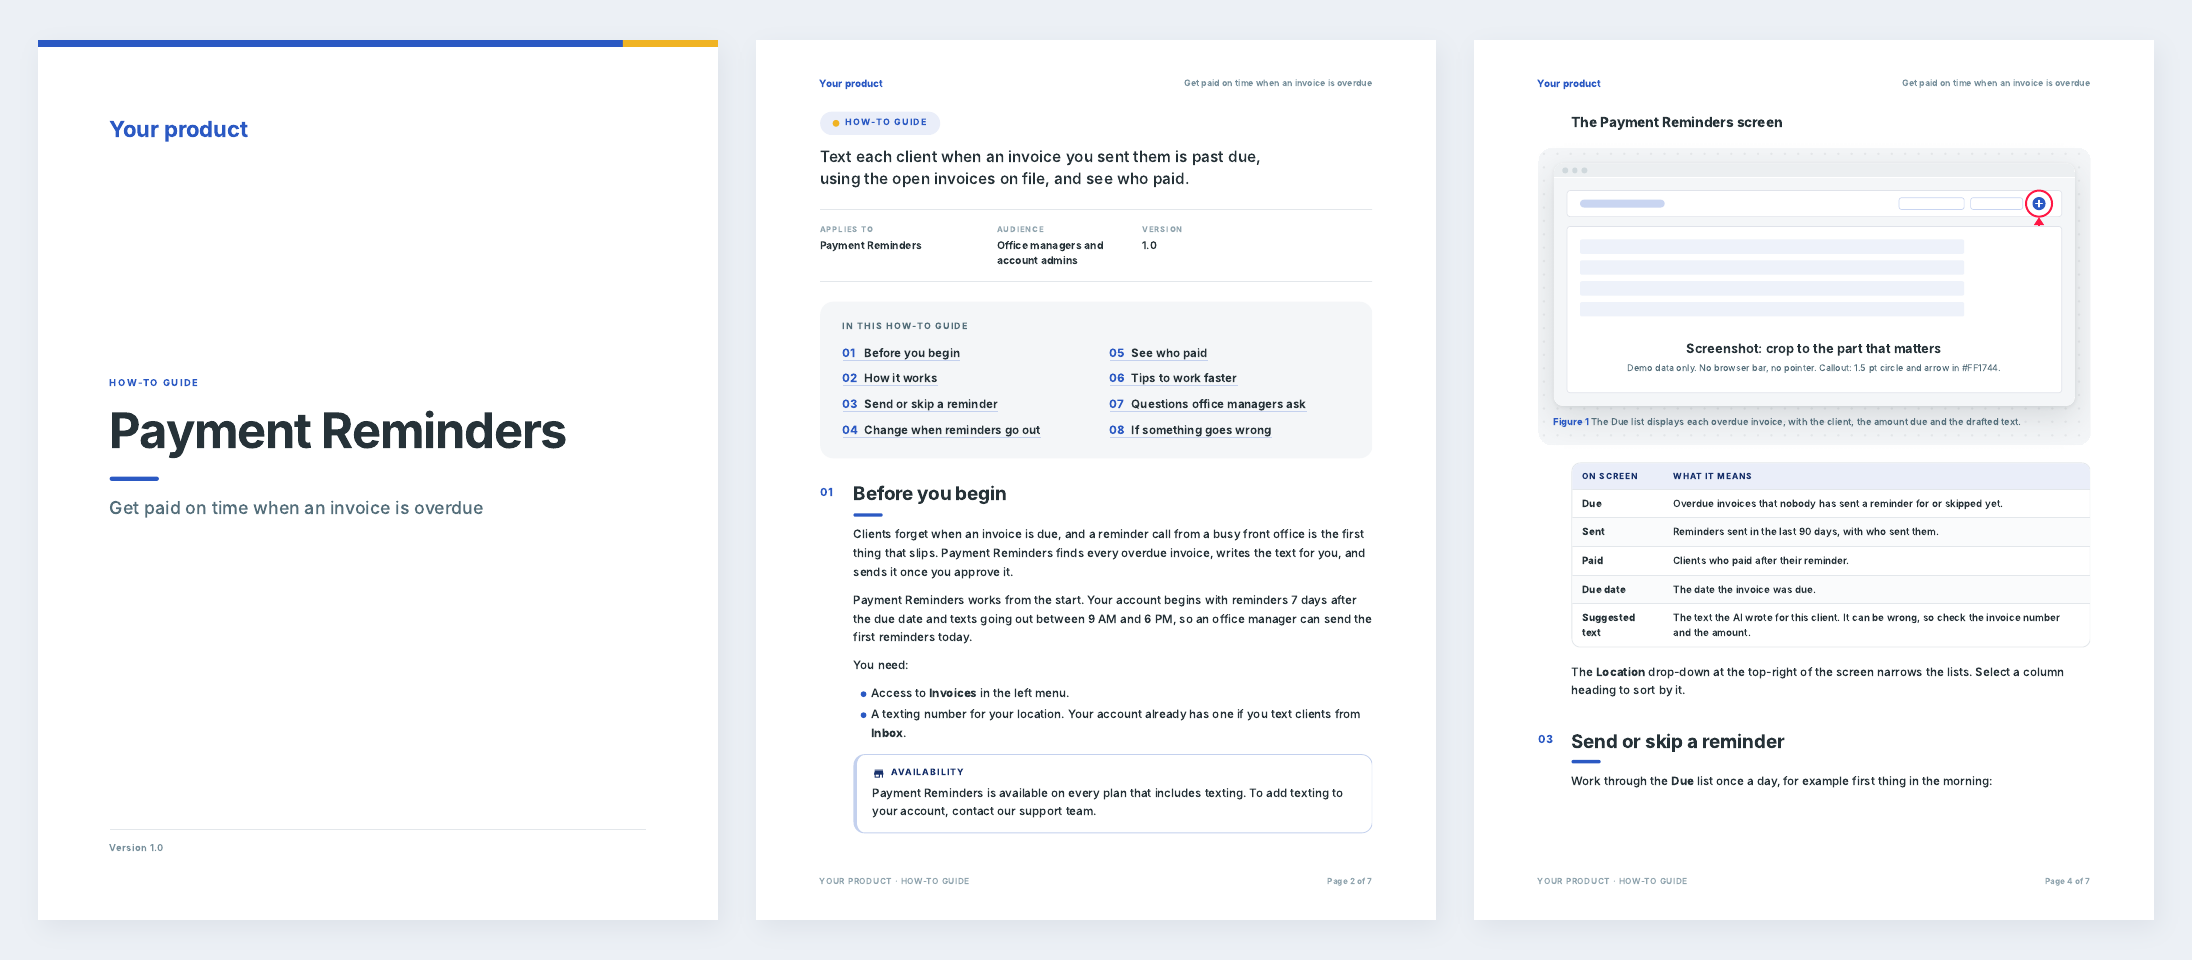 Your product
HOW-TO GUIDE
Payment Reminders
Get paid on time when an invoice is overdue
Version 1.0
Your product
Get paid on time when an invoice is overdue
HOW-TO GUIDE
Text each client when an invoice you sent them is past due,
using the open invoices on file, and see who paid.
APPLIES TO
Payment Reminders
AUDIENCE
Office managers and
account admins
VERSION
1.0
IN THIS HOW-TO GUIDE
01 Before you begin
02 How it works
03 Send or skip a reminder
04 Change when reminders go out
05 See who paid
06 Tips to work faster
07 Questions office managers ask
08 If something goes wrong
01 Before you begin
Clients forget when an invoice is due, and a reminder call from a busy front office is the first
thing that slips. Payment Reminders finds every overdue invoice, writes the text for you, and
sends it once you approve it.
Payment Reminders works from the start. Your account begins with reminders 7 days after
the due date and texts going out between 9 AM and 6 PM, so an office manager can send the
first reminders today.
You need:
Access to Invoices in the left menu.
A texting number for your location. Your account already has one if you text clients from
Inbox.
AVAILABILITY
Payment Reminders is available on every plan that includes texting. To add texting to
your account, contact our support team.
YOUR PRODUCT · HOW-TO GUIDE
Page 2 of 7
Your product
Get paid on time when an invoice is overdue
The Payment Reminders screen
Screenshot: crop to the part that matters
Demo data only. No browser bar, no pointer. Callout: 1.5 pt circle and arrow in #FF1744.
Figure 1 The Due list displays each overdue invoice, with the client, the amount due and the drafted text.
ON SCREEN WHAT IT MEANS
Due Overdue invoices that nobody has sent a reminder for or skipped yet.
Sent Reminders sent in the last 90 days, with who sent them.
Paid Clients who paid after their reminder.
Due date The date the invoice was due.
Suggested
text
The text the AI wrote for this client. It can be wrong, so check the invoice number
and the amount.
The Location drop-down at the top-right of the screen narrows the lists. Select a column
heading to sort by it.
03 Send or skip a reminder
Work through the Due list once a day, for example first thing in the morning:
YOUR PRODUCT · HOW-TO GUIDE
Page 4 of 7